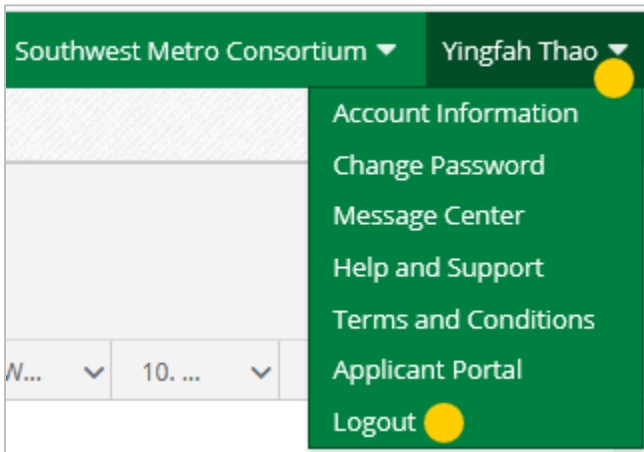 Southwest Metro Consortium Yingfah Thao
Account Information
Change Password
Message Center
Help and Support
Terms and Conditions
W... 10. ... Applicant Portal
Logout